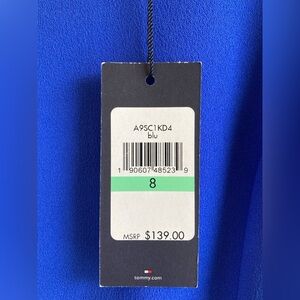 A9SC1KD4
blu
1 90607 48523 9
8
MSRP $139.00
tommy.com